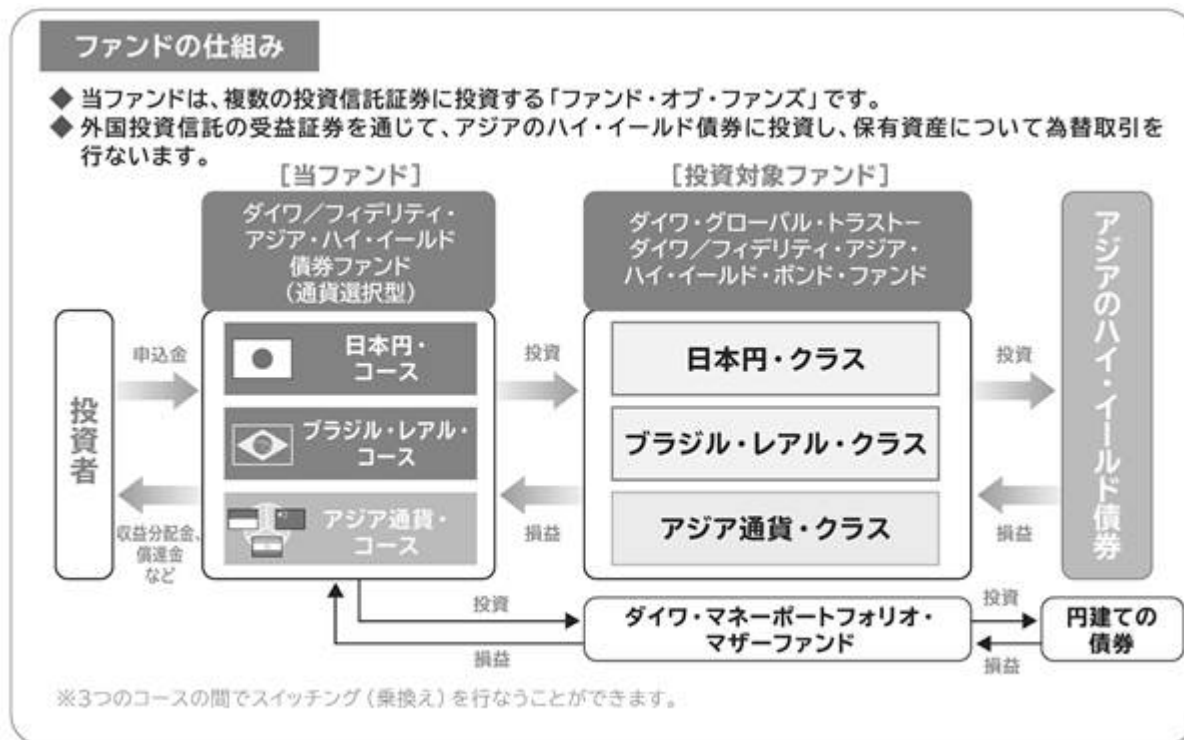 ファンドの仕組み
◆ 当ファンドは、複数の投資信託証券に投資する「ファンド・オブ・ファンズ」です。
◆ 外国投資信託の受益証券を通じて、アジアのハイ・イールド債券に投資し、保有資産について為替取引を
行ないます。
[当ファンド]
[投資対象ファンド]
ダイワ／フィデリティ・
アジア・ハイ・イールド
債券ファンド
（通貨選択型）
ダイワ・グローバル・トラスト－
ダイワ／フィデリティ・アジア・
ハイ・イールド・ボンド・ファンド
投資者
申込金
収益分配金、
償還金
など
日本円・
コース
ブラジル・レアル・
コース
アジア通貨・
コース
投資
損益
日本円・クラス
ブラジル・レアル・クラス
アジア通貨・クラス
投資
損益
アジアのハイ・イールド債券
投資
損益
ダイワ・マネーポートフォリオ・
マザーファンド
投資
損益
円建ての
債券
※3つのコースの間でスイッチング（乗換え）を行なうことができます。